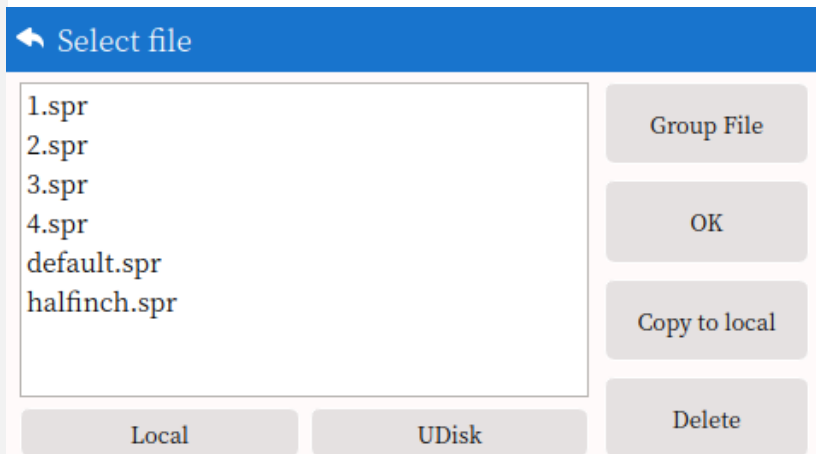 Select file
1.spr
2.spr
3.spr
4.spr
default.spr
halfinch.spr
Group File
OK
Copy to local
Delete
Local
UDisk